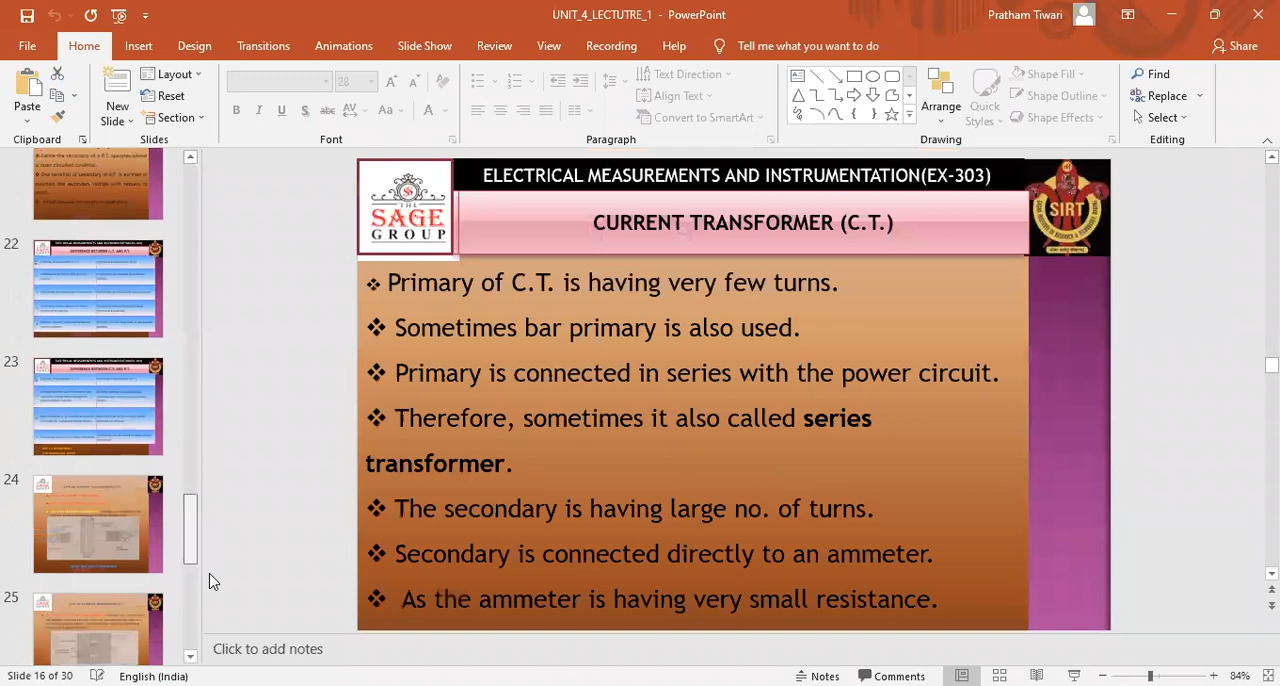 UNIT_4_LECTUTRE_1 - PowerPoint
Pratham Tiwari
File Home Insert Design Transitions Animations Slide Show Review View Recording Help Tell me what you want to do Share
Paste
Clipboard
New Slide
Layout
Reset
Section
Slides
28
B I U S abc AV Aa A
Font
Text Direction
Align Text
Convert to SmartArt
Paragraph
Arrange
Quick Styles
Shape Fill
Shape Outline
Shape Effects
Drawing
Find
Replace
Select
Editing
22
23
24
25
THE
SAGE
GROUP
ELECTRICAL MEASUREMENTS AND INSTRUMENTATION(EX-303)
CURRENT TRANSFORMER (C.T.)
SIRT
❖ Primary of C.T. is having very few turns.
❖ Sometimes bar primary is also used.
❖ Primary is connected in series with the power circuit.
❖ Therefore, sometimes it also called series
transformer.
❖ The secondary is having large no. of turns.
❖ Secondary is connected directly to an ammeter.
❖ As the ammeter is having very small resistance.
Click to add notes
Slide 16 of 30 English (India) Notes Comments 84%